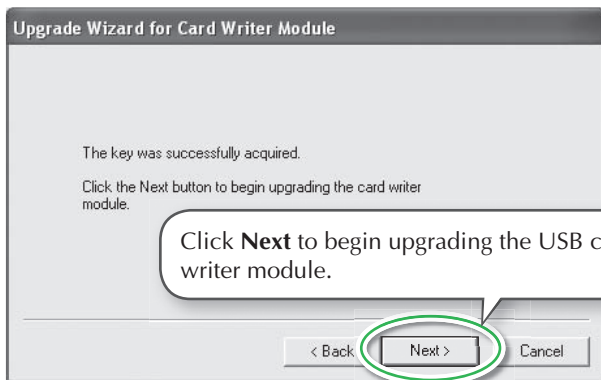 Upgrade Wizard for Card Writer Module
The key was successfully acquired.
Click the Next button to begin upgrading the card writer
module.
Click Next to begin upgrading the USB c
writer module.
< Back
Next >
Cancel